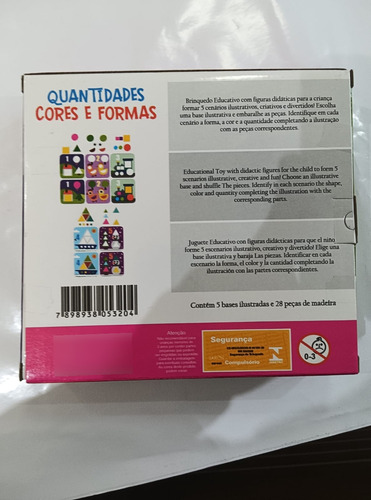 QUANTIDADES
CORES E FORMAS
Brinquedo Educativo com figuras didáticas para a criança
formar 5 cenários ilustrativos, criativos e divertidos! Escolha
uma base ilustrativa e embaralhe as peças. Identifique em cada
cenário a forma, a cor e a quantidade completando a ilustração
com as peças correspondentes.
Educational Toy with didactic figures for the child to form 5
scenarios illustrative, creative and fun! Choose an illustrative
base and shuffle The pieces. Identify in each scenario the shape,
color and quantity completing the illustration with the
corresponding parts.
Juguete Educativo con figuras didáticas para que el niño
forme 5 escenarios ilustrativo, creativo y divertido! Elige una
base ilustrativa y baraja Las piezas. Identificar en cada
escenario la forma, el color y la cantidad completando la
ilustración con las partes correspondientes.
Contêm 5 bases ilustradas e 28 peças de madeira
7 898938 053204
Atenção
Segurança
Compulsório
0-3